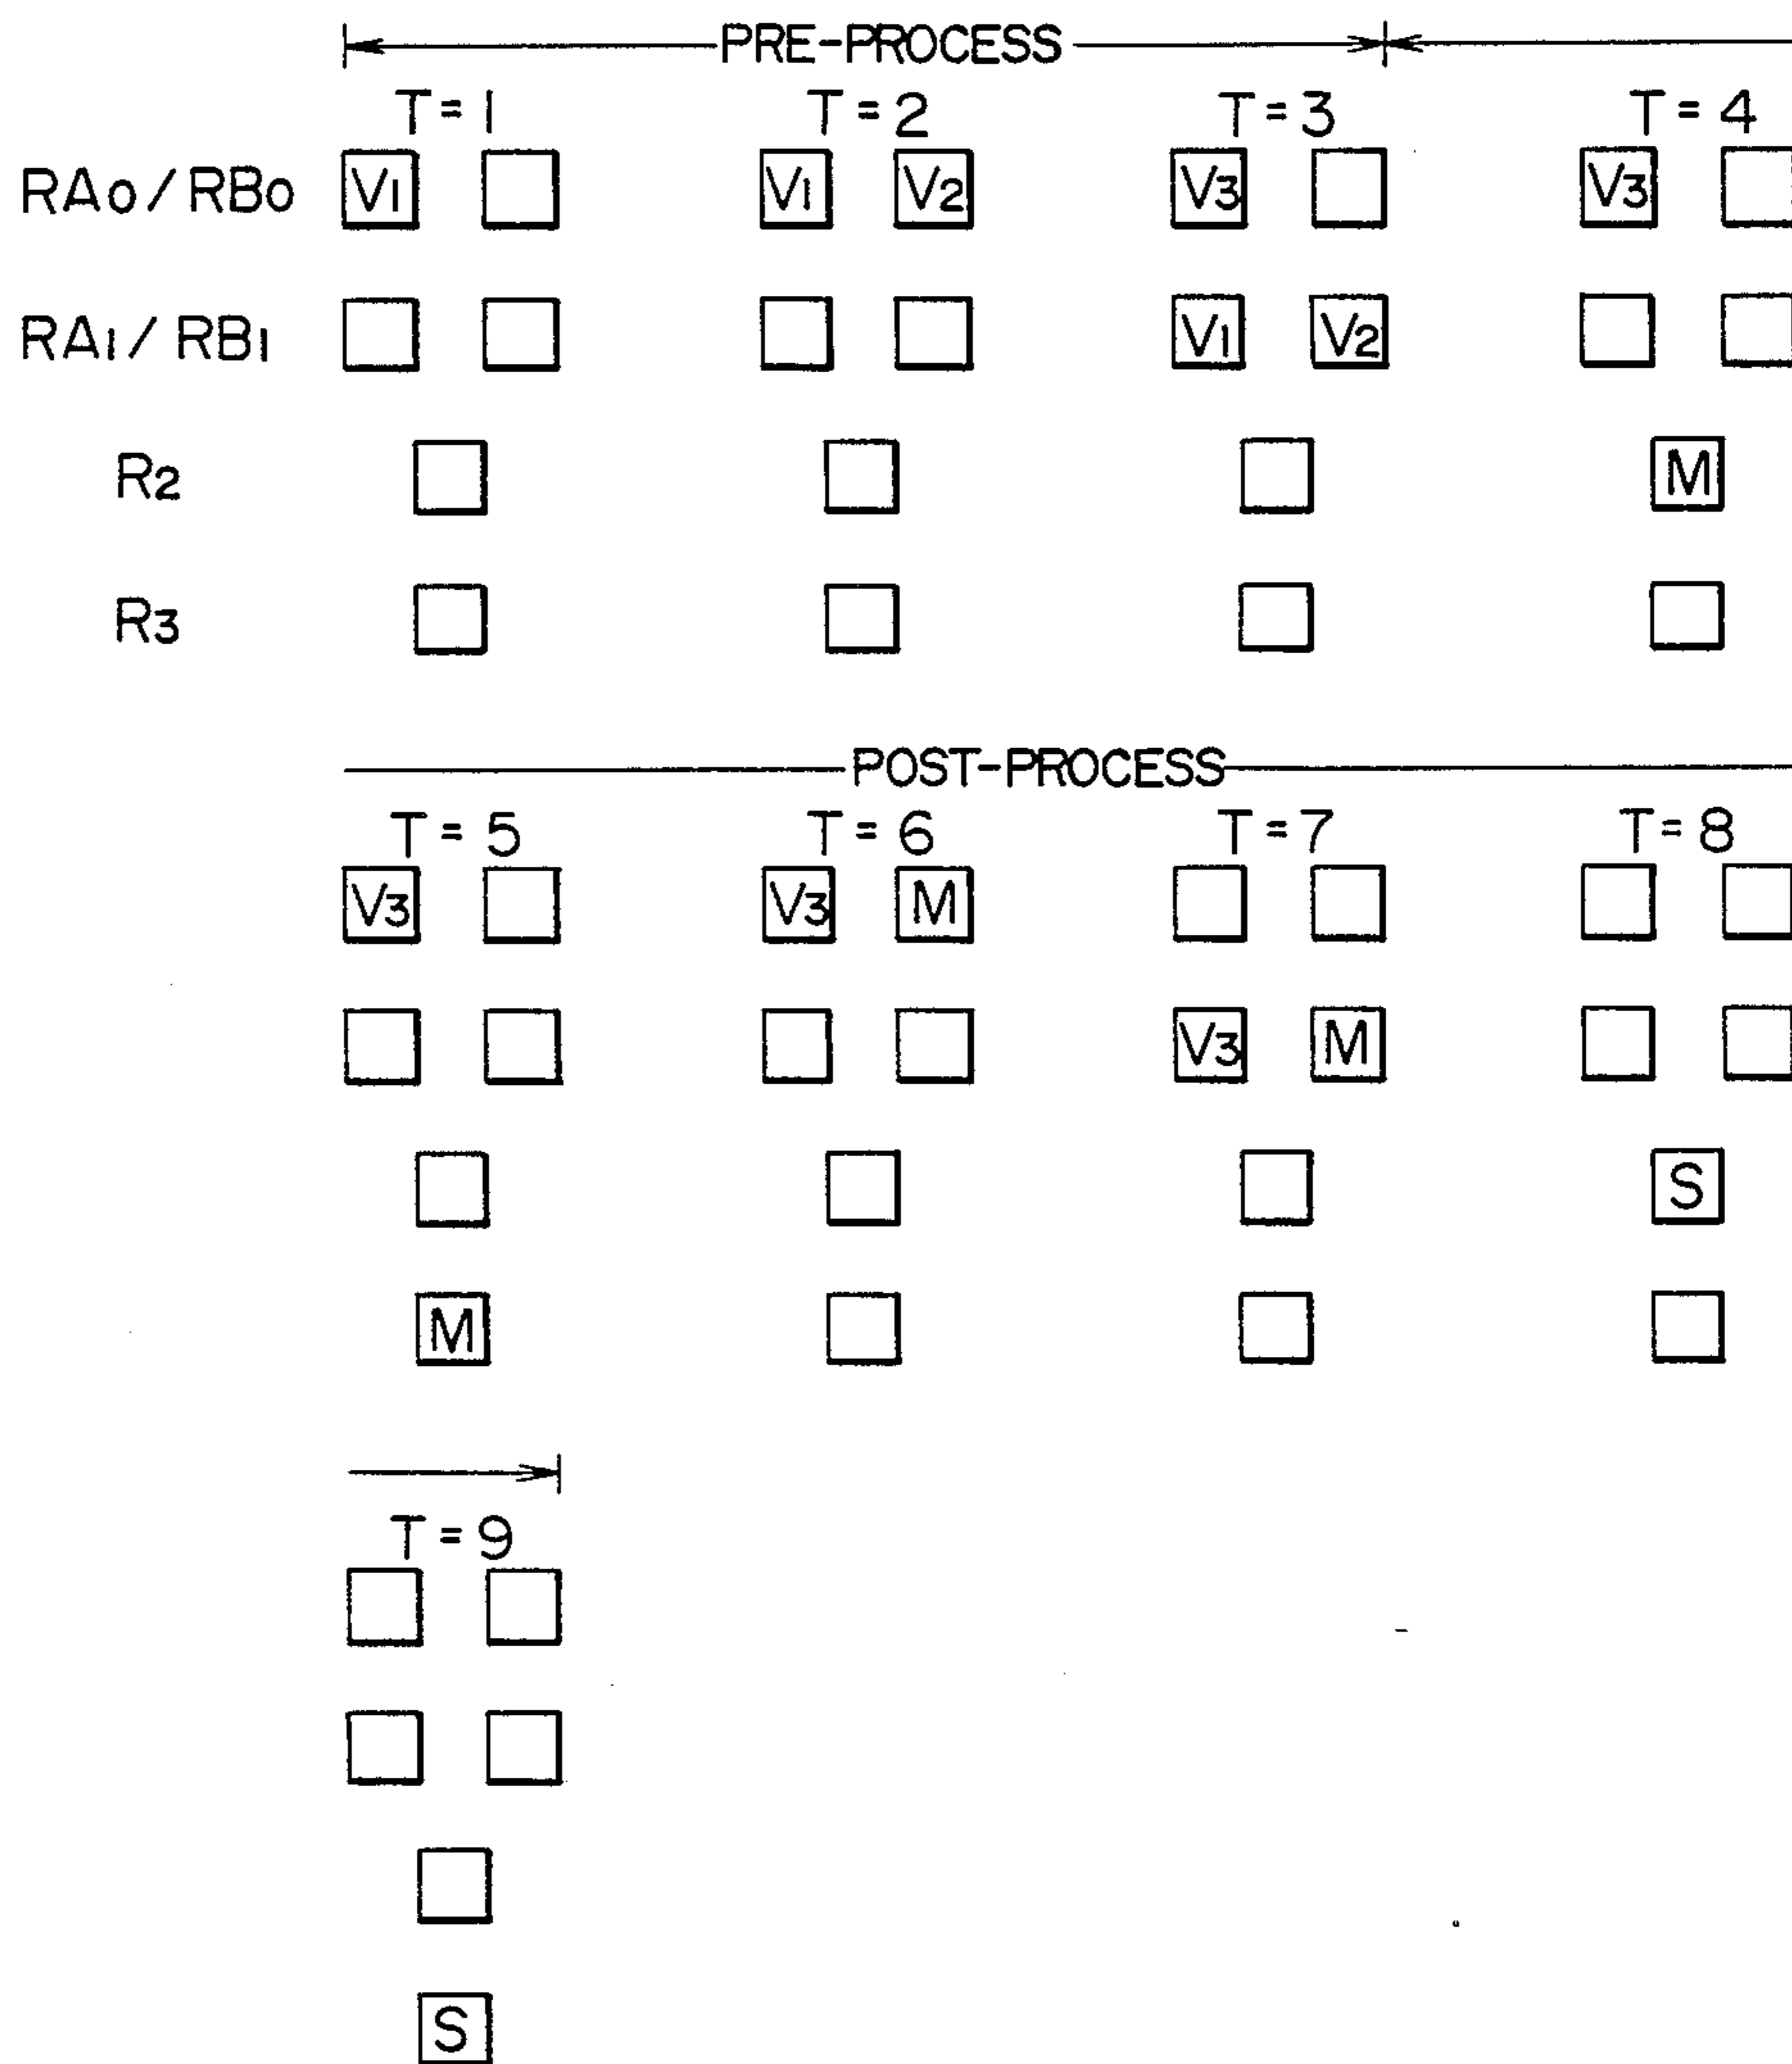 PRE-PROCESS
T=1 T=2 T=3 T=4
RA0/RB0 V1 V1 V2 V3 V3
RA1/RB1 V1 V2
R2 M
R3
POST-PROCESS
T=5 T=6 T=7 T=8
V3 V3 M
V3 M
S
M
T=9
S